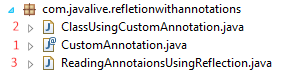 com.javalive.refletionwithannotations
2 ClassUsingCustomAnnotation.java
1 CustomAnnotation.java
3 ReadingAnnotaionsUsingReflection.java